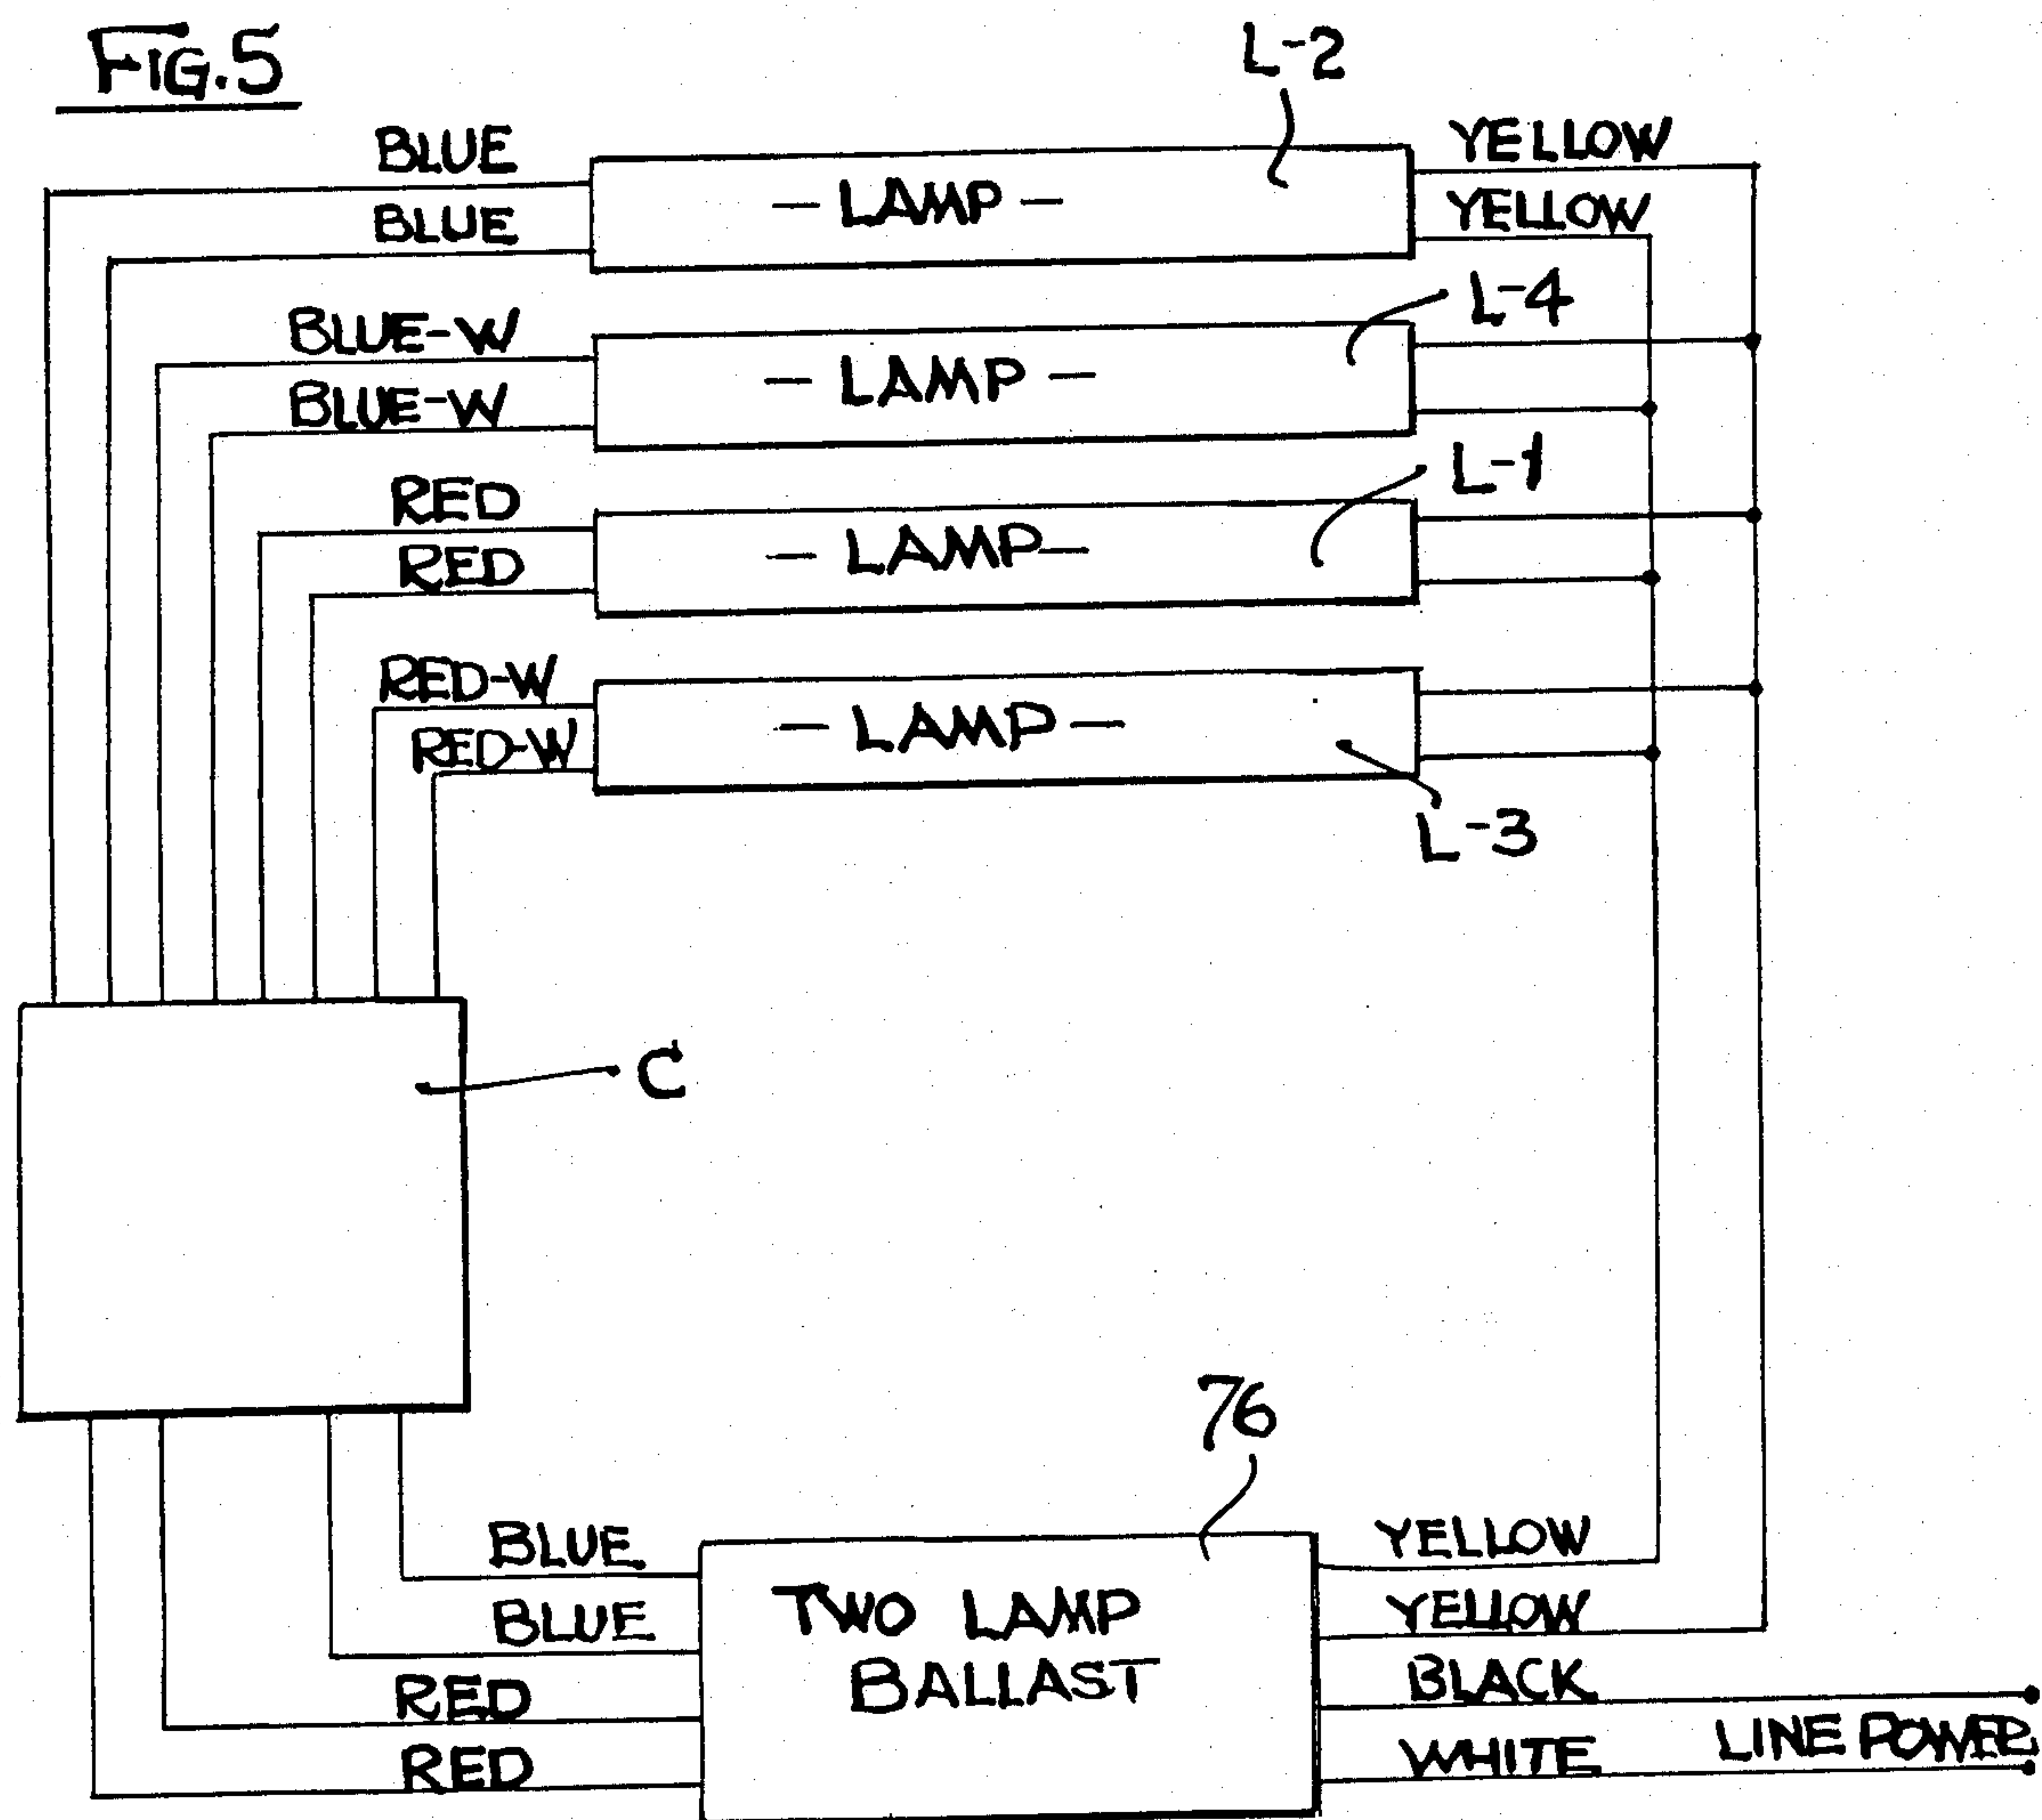 FIG.5
L-2
BLUE
YELLOW
- LAMP -
BLUE
YELLOW
L-4
BLUE-W
- LAMP -
BLUE-W
L-1
RED
- LAMP -
RED
RED-W
- LAMP -
RED-W
L-3
C
76
BLUE
YELLOW
TWO LAMP
BLUE
YELLOW
BALLAST
RED
BLACK
LINE POWER
RED
WHITE